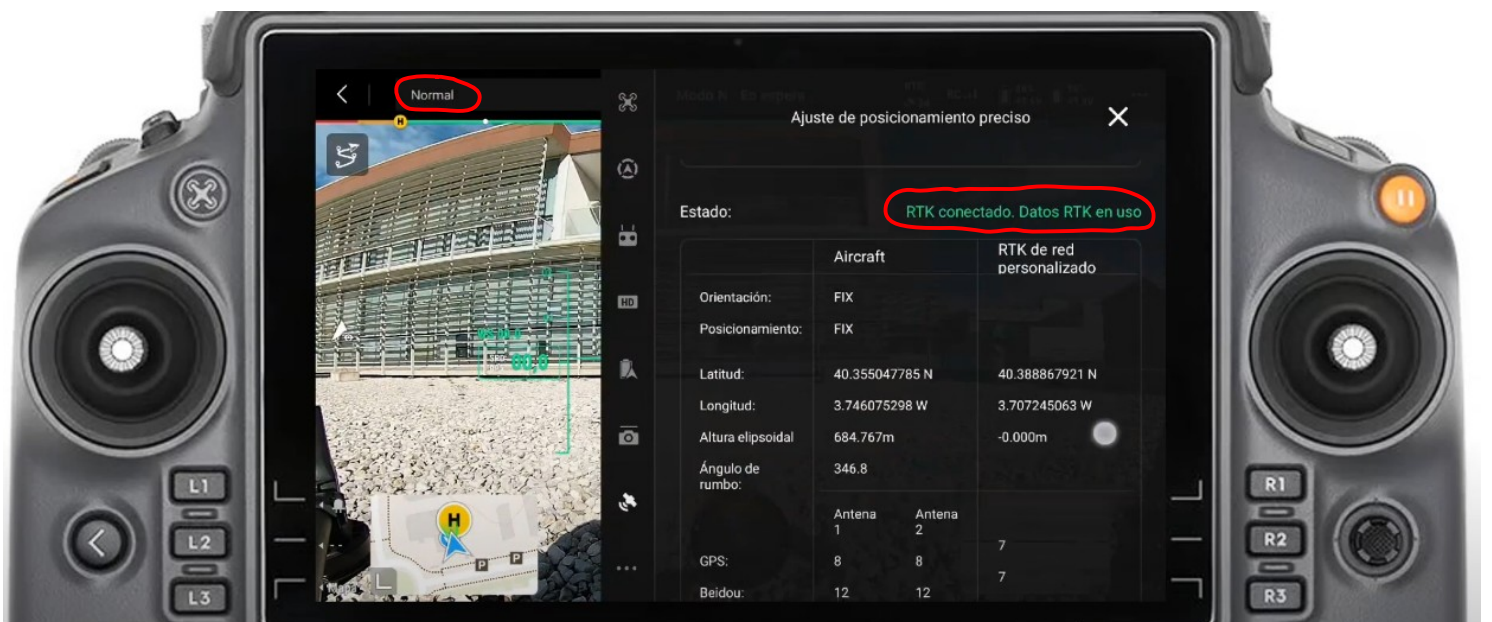 Normal
H
Ajuste de posicionamiento preciso
Estado:
RTK conectado. Datos RTK en uso
Aircraft
RTK de red
personalizado
Orientación:
FIX
Posicionamiento:
FIX
HD
Latitud:
40.355047785 N
40.388867921 N
Longitud:
3.746075298 W
3.707245063 W
Altura elipsoidal
684.767m
-0.000m
Ángulo de
rumbo:
346.8
Antena
1
Antena
2
7
GPS:
8
8
7
Beidou:
12
12
00,0
H
P
P
Mapa
L1
L2
L3
R1
R2
R3